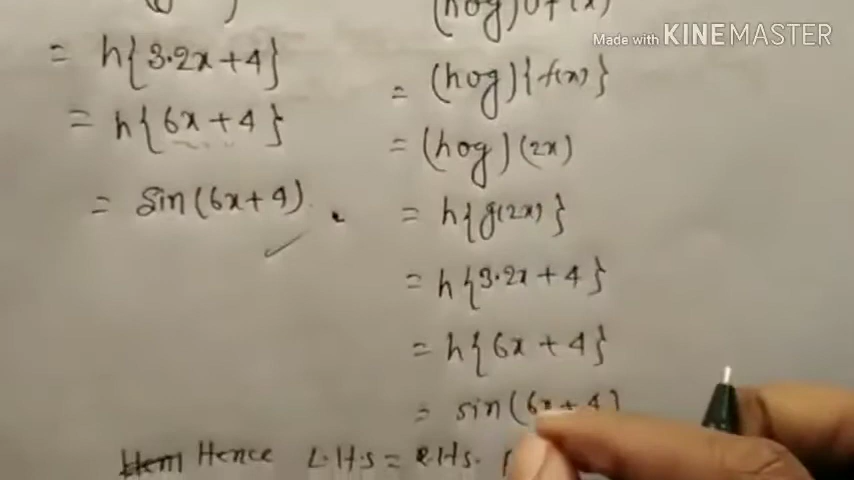 = h{3·2x+4}
= h{6x+4}
= sin(6x+4).
(hog)of(x)
= (hog){f(x)}
= (hog)(2x)
= h{g(2x)}
= h{3·2x+4}
= h{6x+4}
= sin(6x+4)
Hence L.H.S = RHS.
Made with KINEMASTER